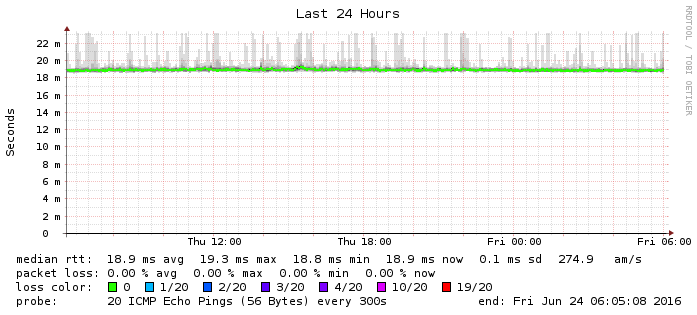 Last 24 Hours
RRDTOOL / TOBI OETIKER
Seconds
22 m
20 m
18 m
16 m
14 m
12 m
10 m
8 m
6 m
4 m
2 m
0
Thu 12:00 Thu 18:00 Fri 00:00 Fri 06:00
median rtt: 18.9 ms avg 19.3 ms max 18.8 ms min 18.9 ms now 0.1 ms sd 274.9 am/s
packet loss: 0.00 % avg 0.00 % max 0.00 % min 0.00 % now
loss color: 0 1/20 2/20 3/20 4/20 10/20 19/20
probe: 20 ICMP Echo Pings (56 Bytes) every 300s end: Fri Jun 24 06:05:08 2016